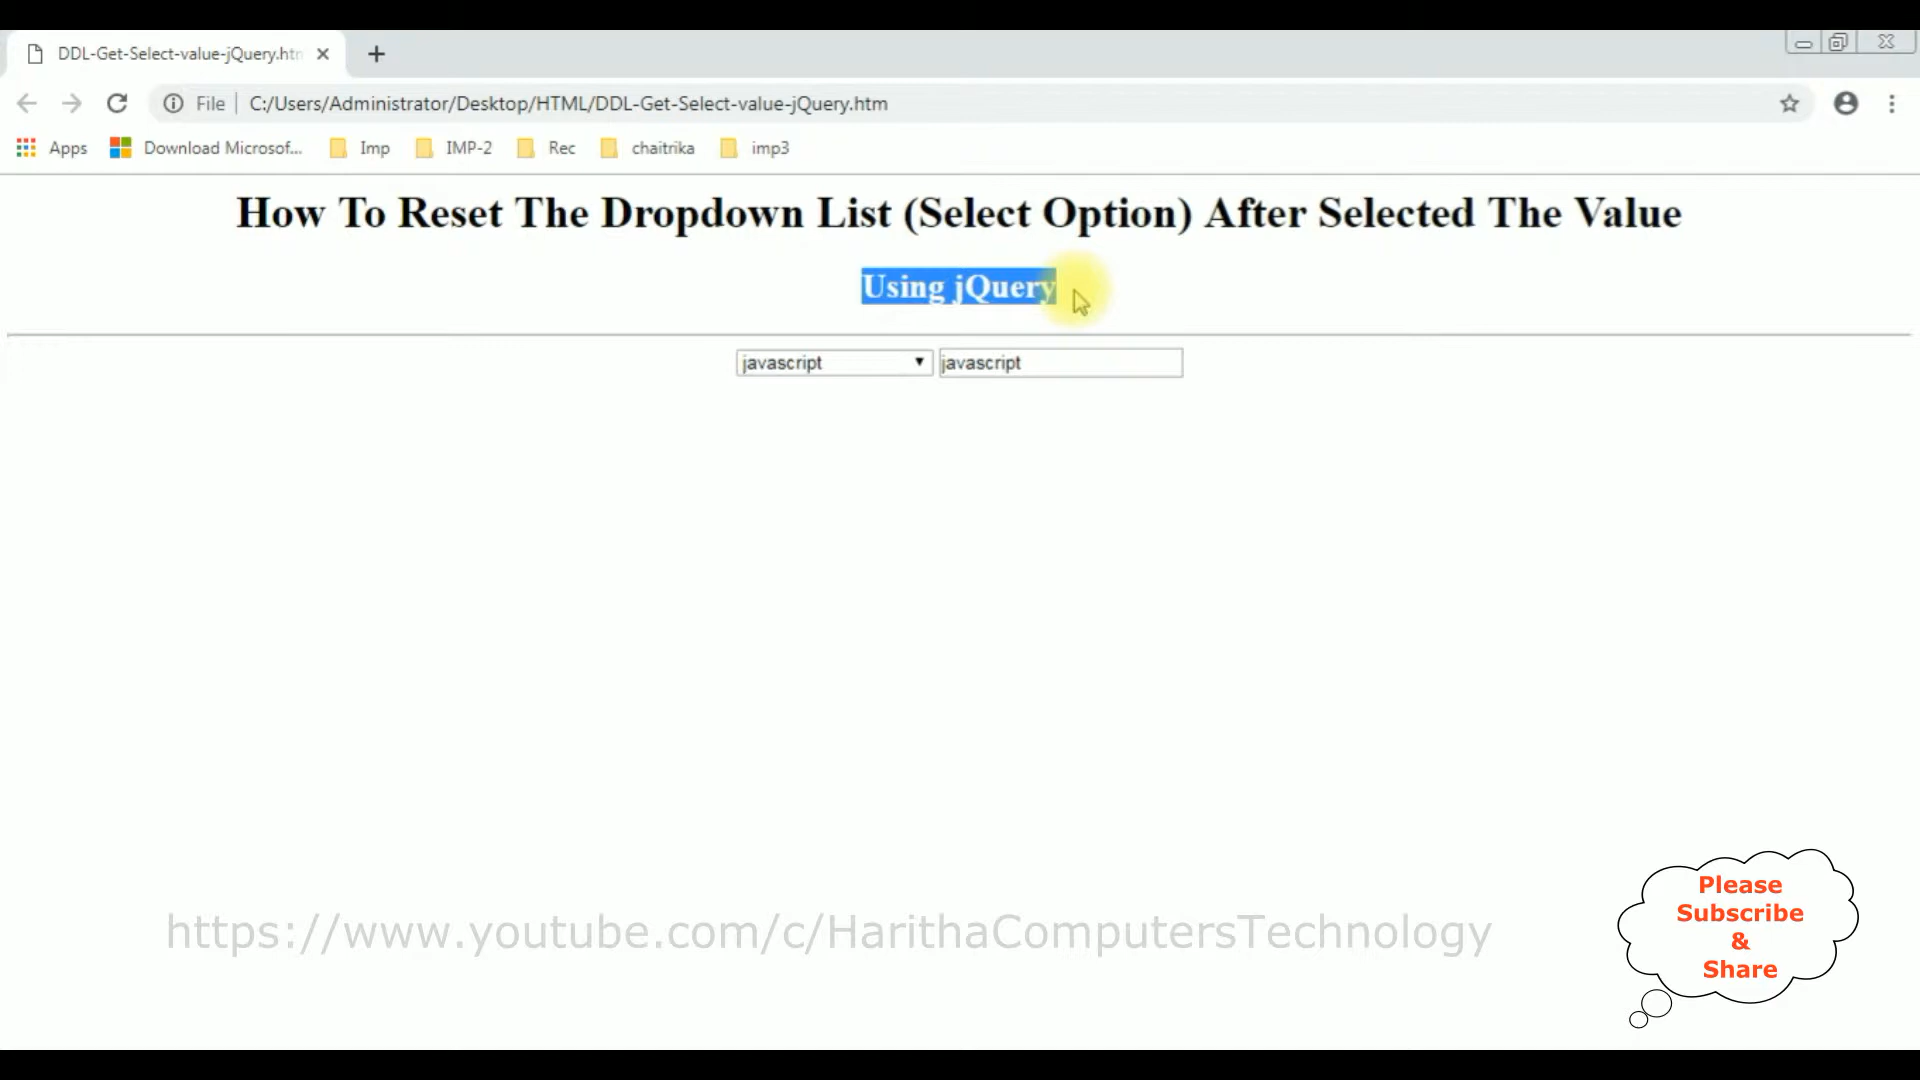 DDL-Get-Select-value-jQuery.htm
File C:/Users/Administrator/Desktop/HTML/DDL-Get-Select-value-jQuery.htm
Apps Download Microsof... Imp IMP-2 Rec chaitrika imp3
How To Reset The Dropdown List (Select Option) After Selected The Value
Using jQuery
javascript javascript
https://www.youtube.com/c/HarithaComputersTechnology
Please
Subscribe
&
Share